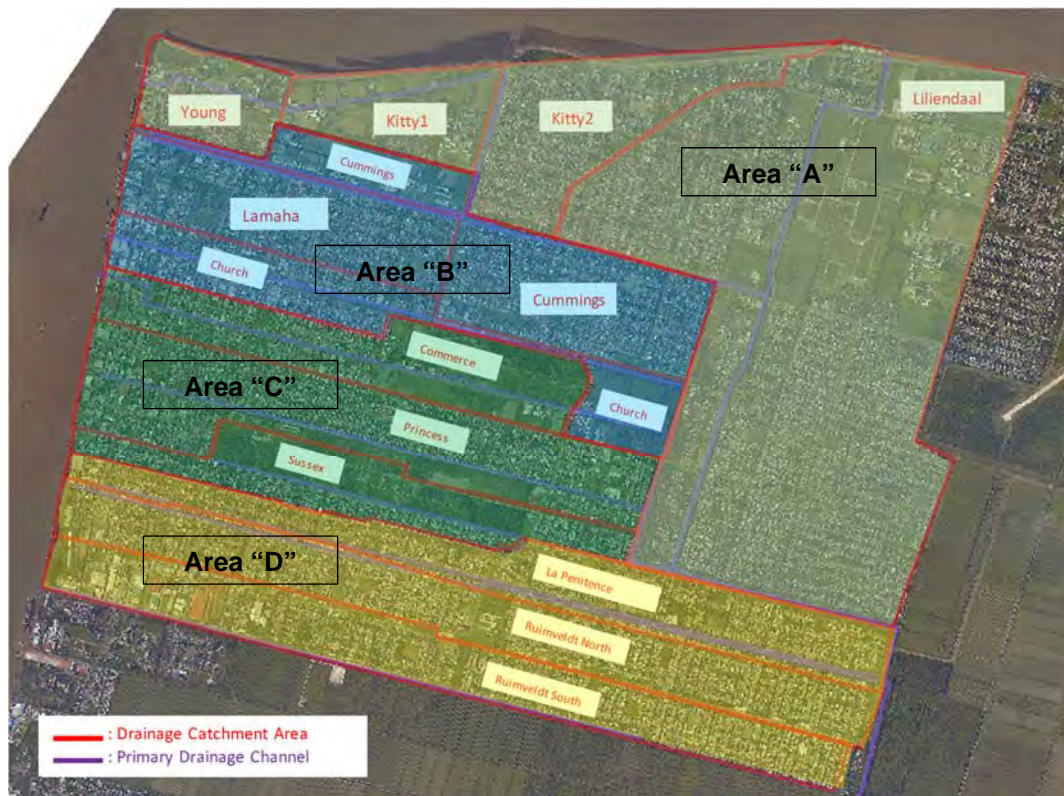 Young
Kitty1
Kitty2
Liliendaal
Cummings
Area “A”
Lamaha
Church
Area “B”
Cummings
Commerce
Area “C”
Church
Princess
Sussex
Area “D”
La Penitence
Ruimveldt North
Ruimveldt South
: Drainage Catchment Area
: Primary Drainage Channel